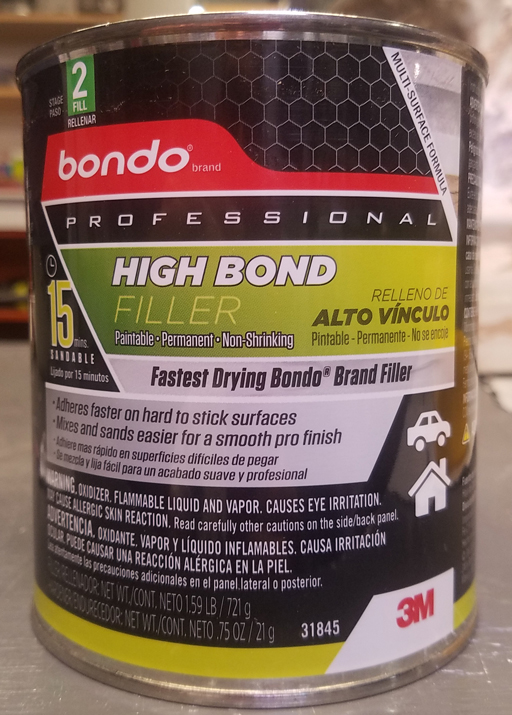 STAGE
PASO
2
FILL
RELLENAR
MULTI-SURFACE FORMULA
bondo® brand
PROFESSIONAL
HIGH BOND
FILLER
Paintable • Permanent • Non-Shrinking
RELLENO DE
ALTO VÍNCULO
Pintable - Permanente - No se encoje
15 mins.
SANDABLE
Lijado por 15 minutos
Fastest Drying Bondo® Brand Filler
• Adheres faster on hard to stick surfaces
• Mixes and sands easier for a smooth pro finish
• Adhiere mas rápido en superficies difíciles de pegar
• Se mezcla y lija fácil para un acabado suave y profesional
WARNING. OXIDIZER. FLAMMABLE LIQUID AND VAPOR. CAUSES EYE IRRITATION.
MAY CAUSE ALLERGIC SKIN REACTION. Read carefully other cautions on the side/back panel.
ADVERTENCIA. OXIDANTE. VAPOR Y LÍQUIDO INFLAMABLES. CAUSA IRRITACIÓN
OCULAR. PUEDE CAUSAR UNA REACCIÓN ALÉRGICA EN LA PIEL.
atentamente las precauciones adicionales en el panel lateral o posterior.
RELLENADOR: NET WT./CONT. NETO 1.59 LB / 721 g
ENDURECEDOR: NET WT./CONT. NETO .75 OZ / 21 g
31845
3M